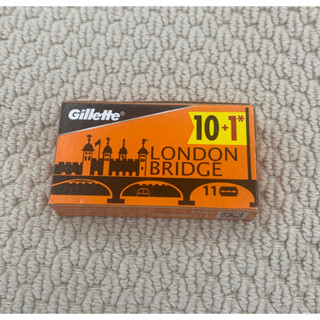 Gillette®
10+1*
LONDON
BRIDGE
11